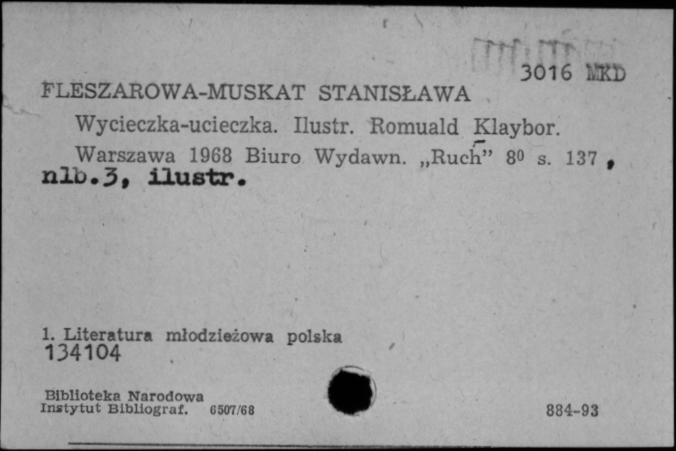 3016 MKD
FLESZAROWA-MUSKAT STANISŁAWA
Wycieczka-ucieczka. Ilustr. Romuald Klaybor.
Warszawa 1968 Biuro Wydawn. „Ruch” 8⁰ s. 137,
nlb.3, ilustr.
1. Literatura młodzieżowa polska
134104
Biblioteka Narodowa
Instytut Bibliograf. 6507/68
884-93